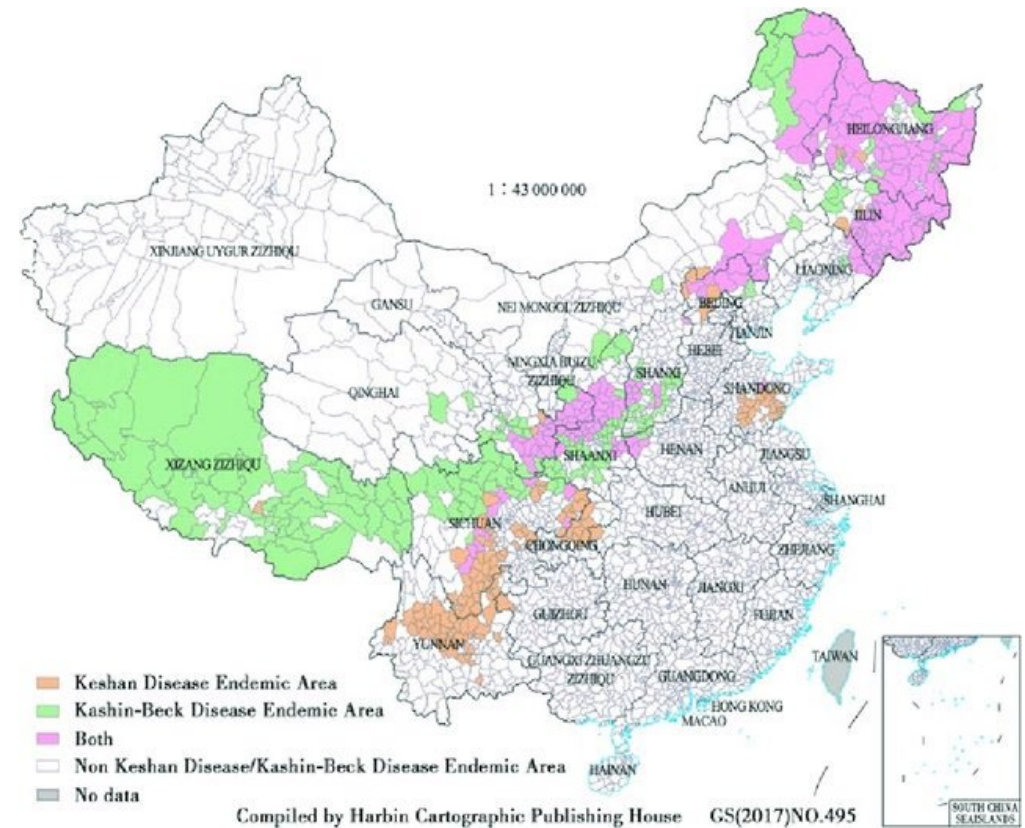 HEILONGJIANG
1 : 43 000 000
JILIN
XINJIANG UYGUR ZIZHIQU
LIAONING
GANSU
NEI MONGOL ZIZHIQU
BEIJING
TIANJIN
HEBEI
NINGXIA HUIZU
ZIZHIQU
SHANXI
QINGHAI
SHANDONG
SHAANXI
HENAN
JIANGSU
XIZANG ZIZHIQU
ANHUI
SHANGHAI
SICHUAN
HUBEI
CHONGQING
ZHEJIANG
HUNAN
JIANGXI
GUIZHOU
FUJIAN
YUNNAN
TAIWAN
GUANGXI ZHUANGZU
ZIZHIQU
GUANGDONG
Keshan Disease Endemic Area
Kashin-Beck Disease Endemic Area
HONG KONG
MACAO
Both
Non Keshan Disease/Kashin-Beck Disease Endemic Area
HAINAN
No data
SOUTH CHINA
SEA ISLANDS
Compiled by Harbin Cartographic Publishing House GS(2017)NO.495